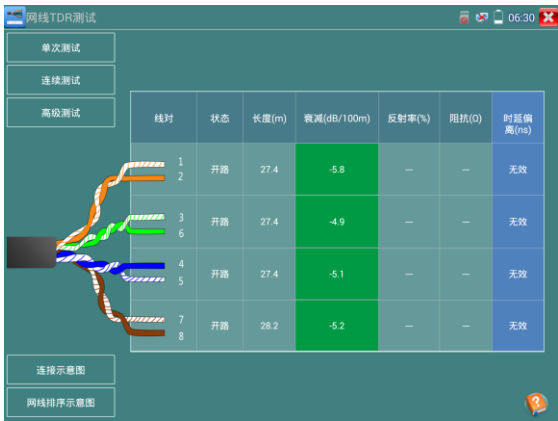 网线TDR测试
06:30
单次测试
连续测试
高级测试
线对 状态 长度(m) 衰减(dB/100m) 反射率(%) 阻抗(Ω) 时延偏离(ns)
1
2
开路 27.4 -5.8 — — 无效
3
6
开路 27.4 -4.9 — — 无效
4
5
开路 27.4 -5.1 — — 无效
7
8
开路 28.2 -5.2 — — 无效
连接示意图
网线排序示意图